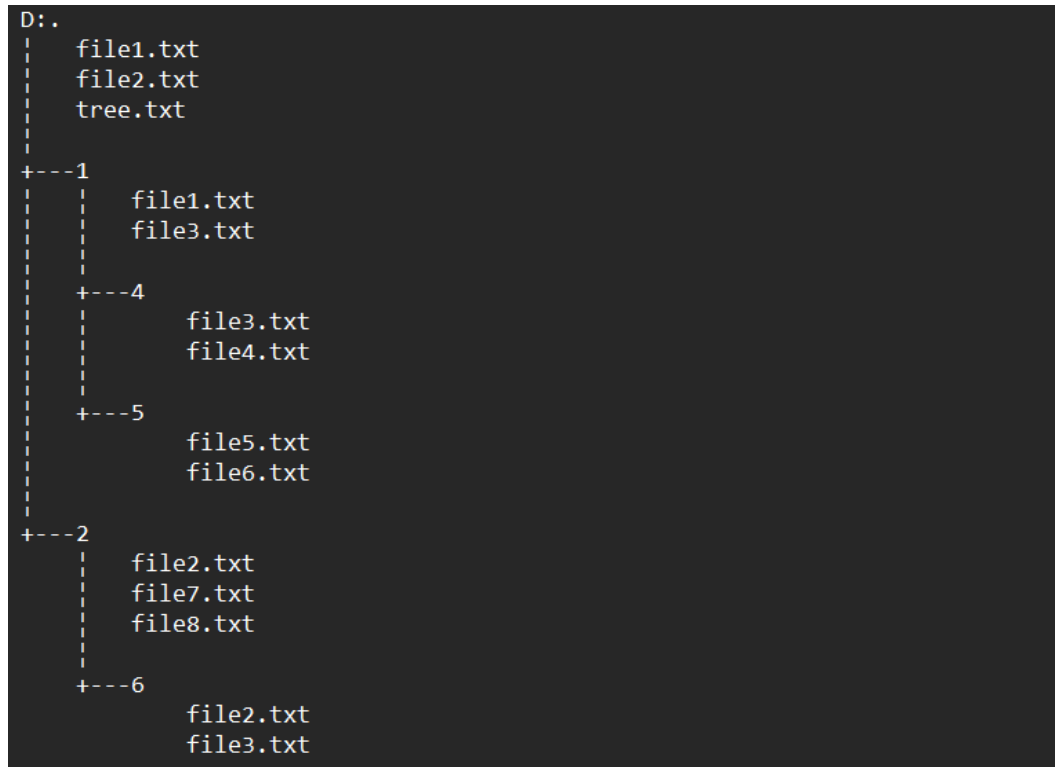 D:.
¦   file1.txt
¦   file2.txt
¦   tree.txt
¦
+---1
¦   ¦   file1.txt
¦   ¦   file3.txt
¦   ¦
¦   +---4
¦   ¦       file3.txt
¦   ¦       file4.txt
¦   ¦
¦   +---5
¦           file5.txt
¦           file6.txt
¦
+---2
    ¦   file2.txt
    ¦   file7.txt
    ¦   file8.txt
    ¦
    +---6
            file2.txt
            file3.txt